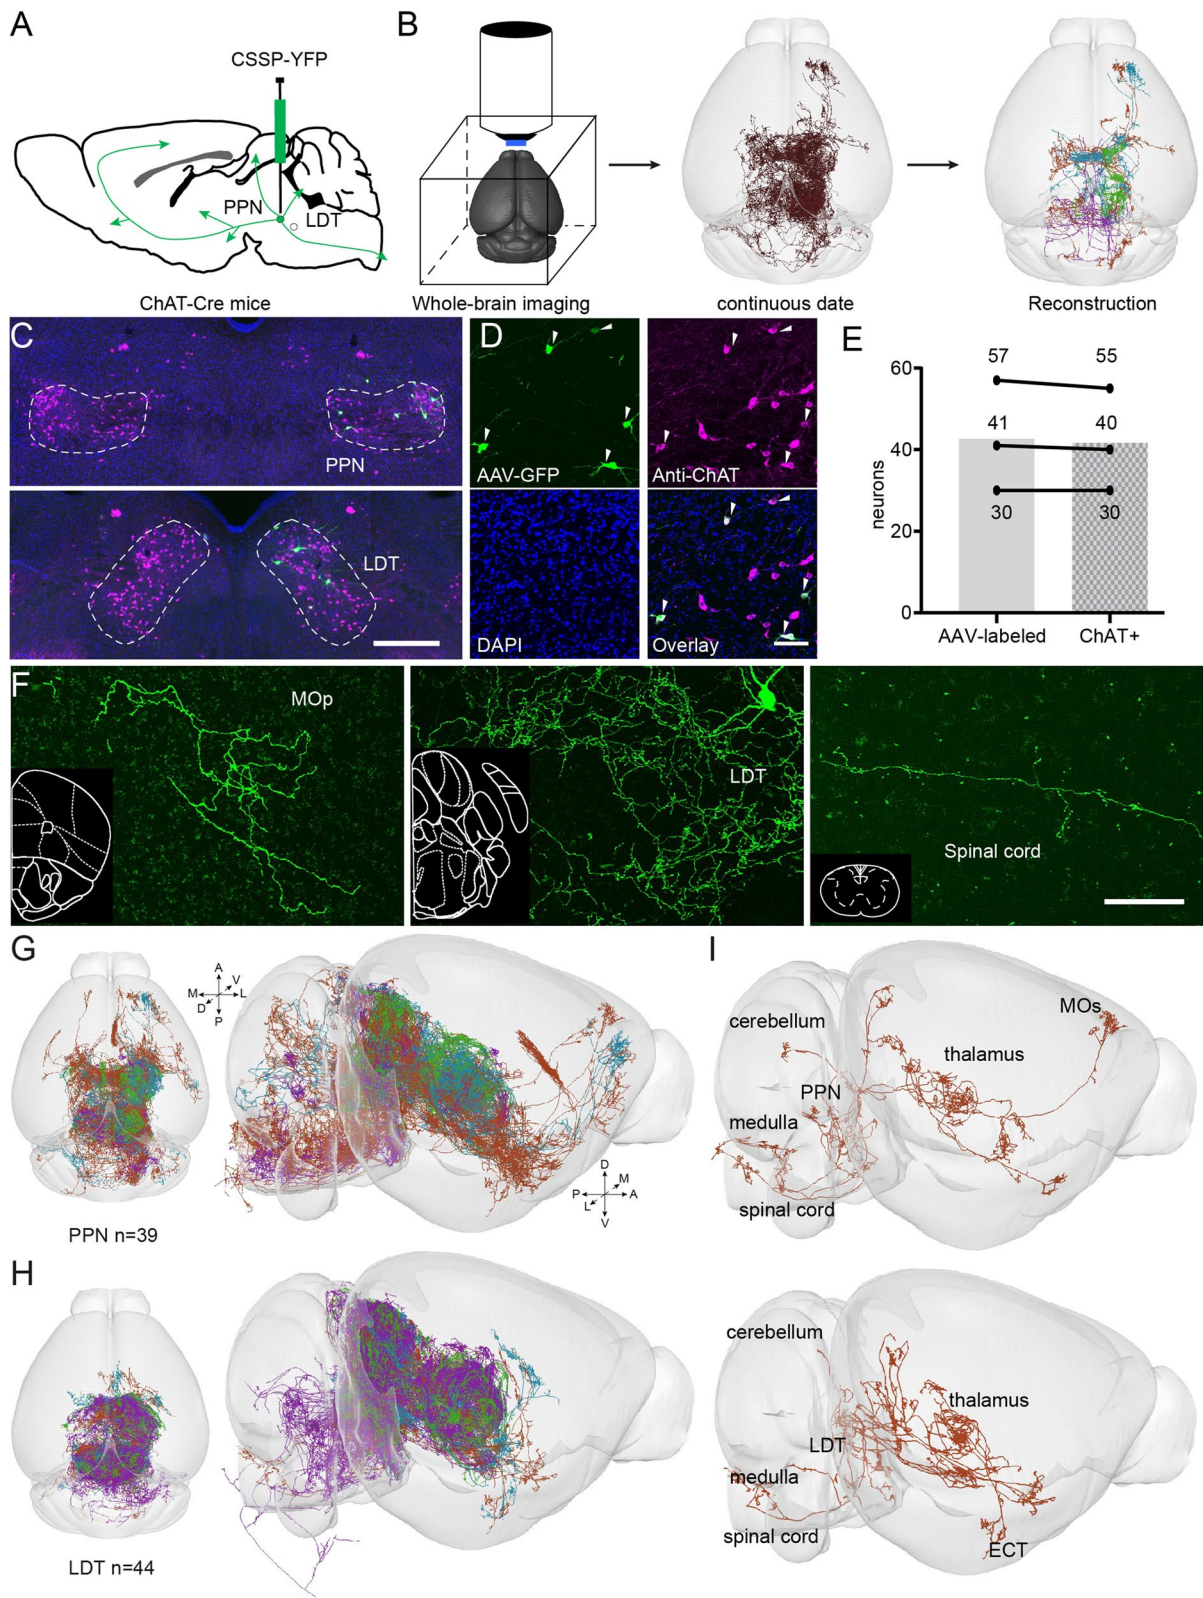 A
CSSP-YFP
PPN
LDT
ChAT-Cre mice
B
Whole-brain imaging
continuous date
Reconstruction
C
PPN
LDT
D
AAV-GFP
Anti-ChAT
DAPI
Overlay
E
neurons
60
40
20
0
57
55
41
40
30
30
AAV-labeled
ChAT+
F
MOp
LDT
Spinal cord
G
A
V
M
L
D
P
PPN n=39
D
M
P
A
L
V
H
LDT n=44
I
cerebellum
MOs
thalamus
PPN
medulla
spinal cord
cerebellum
thalamus
LDT
medulla
spinal cord
ECT